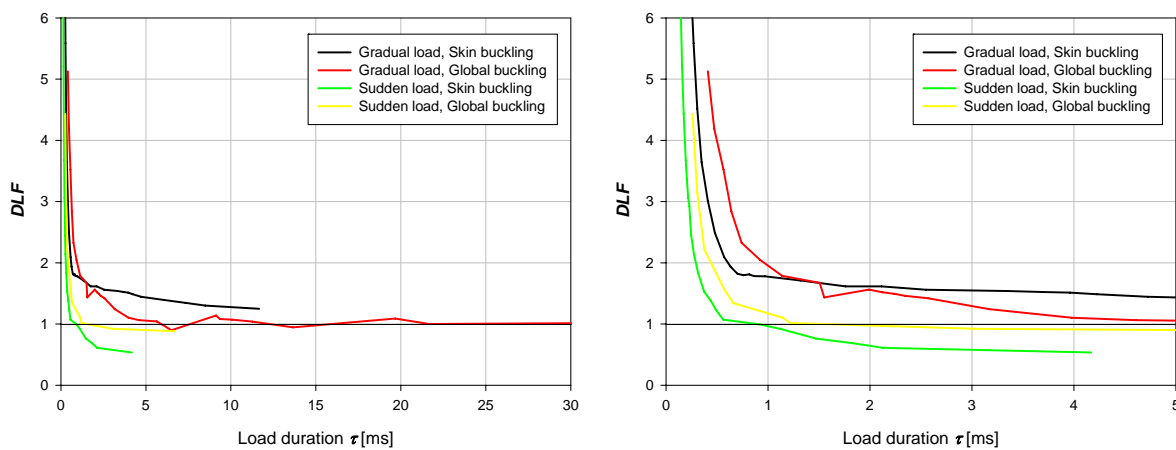 6
5
4
3
2
1
0
DLF
0 5 10 15 20 25 30
Load duration τ [ms]
Gradual load, Skin buckling
Gradual load, Global buckling
Sudden load, Skin buckling
Sudden load, Global buckling
6
5
4
3
2
1
0
DLF
0 1 2 3 4 5
Load duration τ [ms]
Gradual load, Skin buckling
Gradual load, Global buckling
Sudden load, Skin buckling
Sudden load, Global buckling